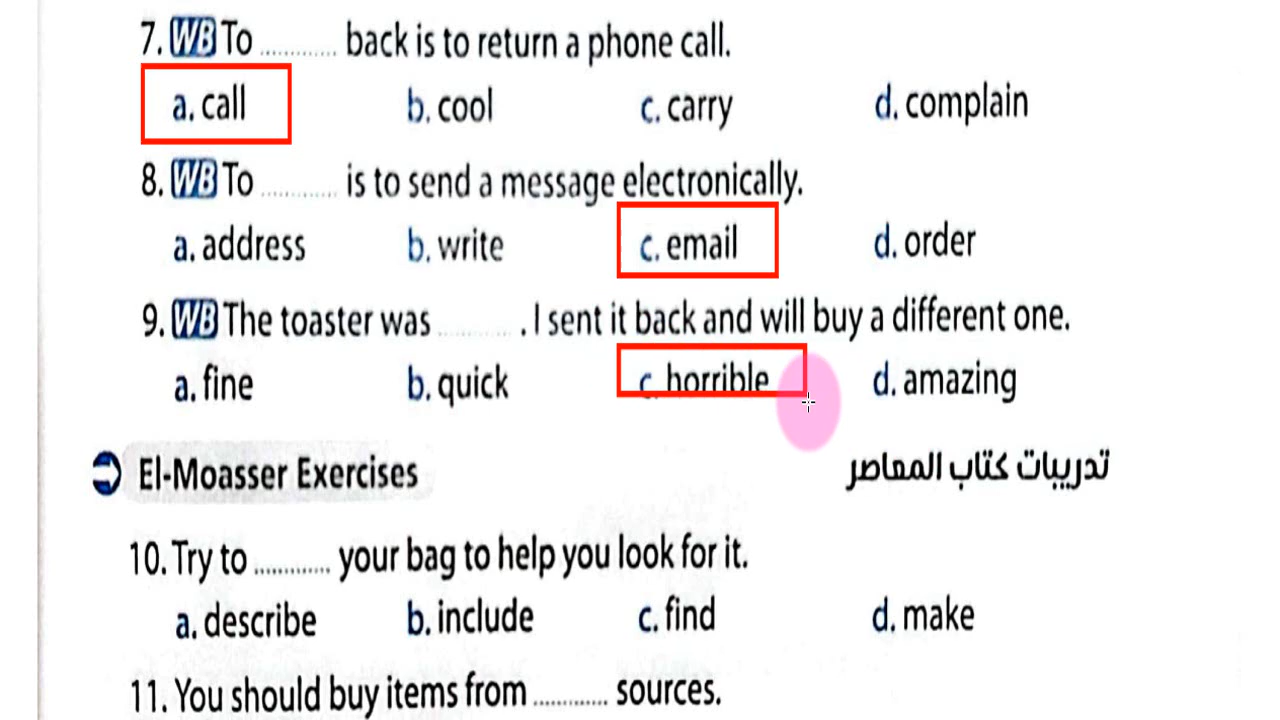 7. WB To ............ back is to return a phone call.
a. call b. cool c. carry d. complain
8. WB To ............ is to send a message electronically.
a. address b. write c. email d. order
9. WB The toaster was ............ . I sent it back and will buy a different one.
a. fine b. quick c. horrible d. amazing
El-Moasser Exercises تدريبات كتاب المعاصر
10. Try to ............ your bag to help you look for it.
a. describe b. include c. find d. make
11. You should buy items from ............ sources.